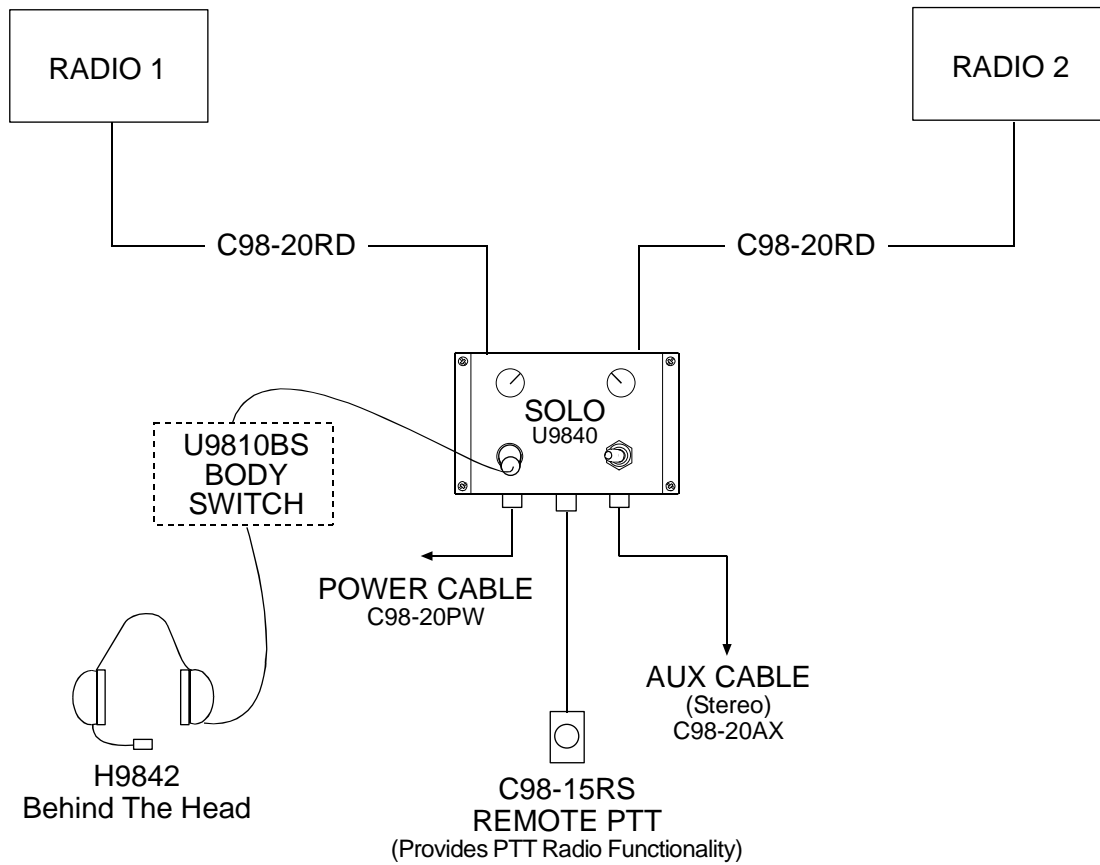 RADIO 1
RADIO 2
C98-20RD
C98-20RD
SOLO
U9840
U9810BS
BODY
SWITCH
POWER CABLE
C98-20PW
AUX CABLE
(Stereo)
C98-20AX
H9842
Behind The Head
C98-15RS
REMOTE PTT
(Provides PTT Radio Functionality)